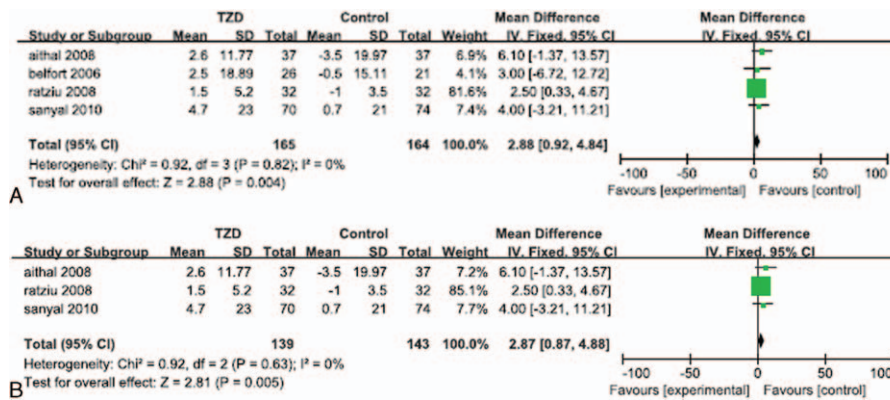 TZD Control Mean Difference Mean Difference
Study or Subgroup Mean SD Total Mean SD Total Weight IV. Fixed. 95% CI IV. Fixed. 95% CI
aithal 2008 2.6 11.77 37 -3.5 19.97 37 6.9% 6.10 [-1.37, 13.57]
belfort 2006 2.5 18.89 26 -0.5 15.11 21 4.1% 3.00 [-6.72, 12.72]
ratziu 2008 1.5 5.2 32 -1 3.5 32 81.6% 2.50 [0.33, 4.67]
sanyal 2010 4.7 23 70 0.7 21 74 7.4% 4.00 [-3.21, 11.21]
Total (95% CI) 165 164 100.0% 2.88 [0.92, 4.84]
Heterogeneity: Chi² = 0.92, df = 3 (P = 0.82); I² = 0%
Test for overall effect: Z = 2.88 (P = 0.004)
-100 -50 0 50 100
Favours [experimental] Favours [control]
A
TZD Control Mean Difference Mean Difference
Study or Subgroup Mean SD Total Mean SD Total Weight IV. Fixed. 95% CI IV. Fixed. 95% CI
aithal 2008 2.6 11.77 37 -3.5 19.97 37 7.2% 6.10 [-1.37, 13.57]
ratziu 2008 1.5 5.2 32 -1 3.5 32 85.1% 2.50 [0.33, 4.67]
sanyal 2010 4.7 23 70 0.7 21 74 7.7% 4.00 [-3.21, 11.21]
Total (95% CI) 139 143 100.0% 2.87 [0.87, 4.88]
Heterogeneity: Chi² = 0.92, df = 2 (P = 0.63); I² = 0%
Test for overall effect: Z = 2.81 (P = 0.005)
-100 -50 0 50 100
Favours [experimental] Favours [control]
B